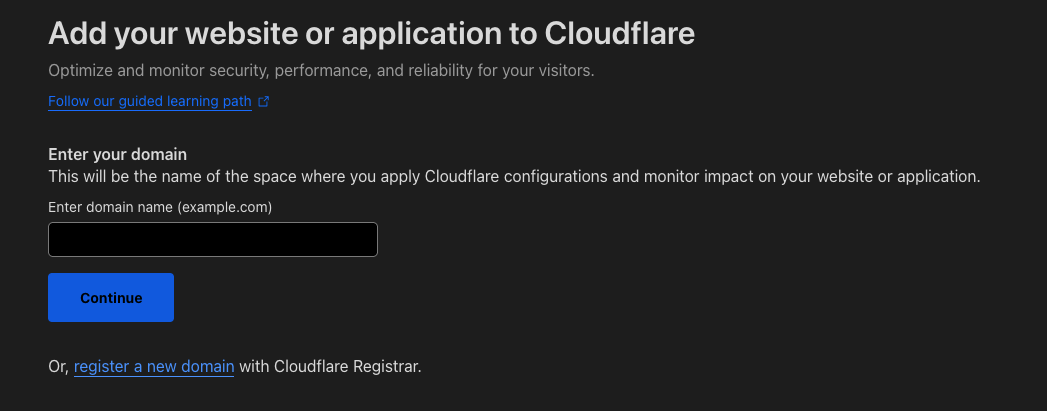 Add your website or application to Cloudflare
Optimize and monitor security, performance, and reliability for your visitors.
Follow our guided learning path
Enter your domain
This will be the name of the space where you apply Cloudflare configurations and monitor impact on your website or application.
Enter domain name (example.com)
Continue
Or, register a new domain with Cloudflare Registrar.